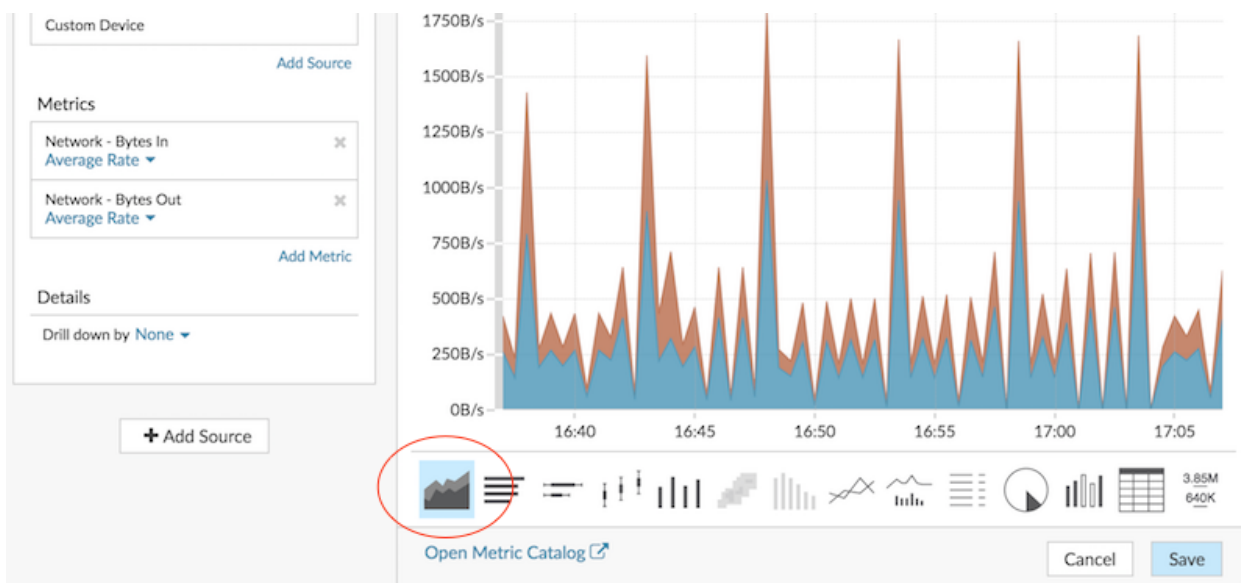 Custom Device
Add Source
Metrics
Network - Bytes In
Average Rate
Network - Bytes Out
Average Rate
Add Metric
Details
Drill down by None
+ Add Source
1750B/s
1500B/s
1250B/s
1000B/s
750B/s
500B/s
250B/s
0B/s
16:40 16:45 16:50 16:55 17:00 17:05
3.85M
640K
Open Metric Catalog
Cancel Save